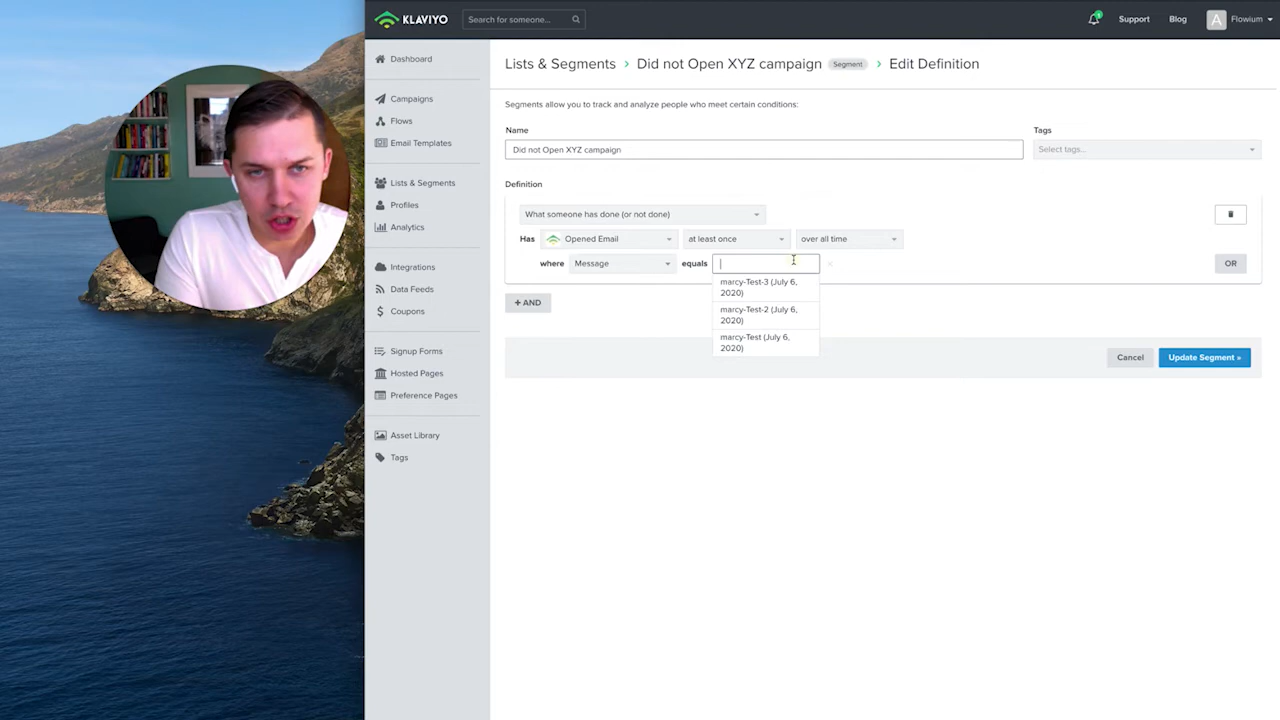 KLAVIYO
Search for someone...
Support
Blog
A
Flowium
Dashboard
Campaigns
Flows
Email Templates
Lists & Segments
Profiles
Analytics
Integrations
Data Feeds
Coupons
Signup Forms
Hosted Pages
Preference Pages
Asset Library
Tags
Lists & Segments › Did not Open XYZ campaign Segment › Edit Definition
Segments allow you to track and analyze people who meet certain conditions:
Name
Did not Open XYZ campaign
Tags
Select tags...
Definition
What someone has done (or not done)
Has Opened Email at least once over all time
where Message equals
OR
marcy-Test-3 (July 6,
2020)
marcy-Test-2 (July 6,
2020)
marcy-Test (July 6,
2020)
+ AND
Cancel
Update Segment »